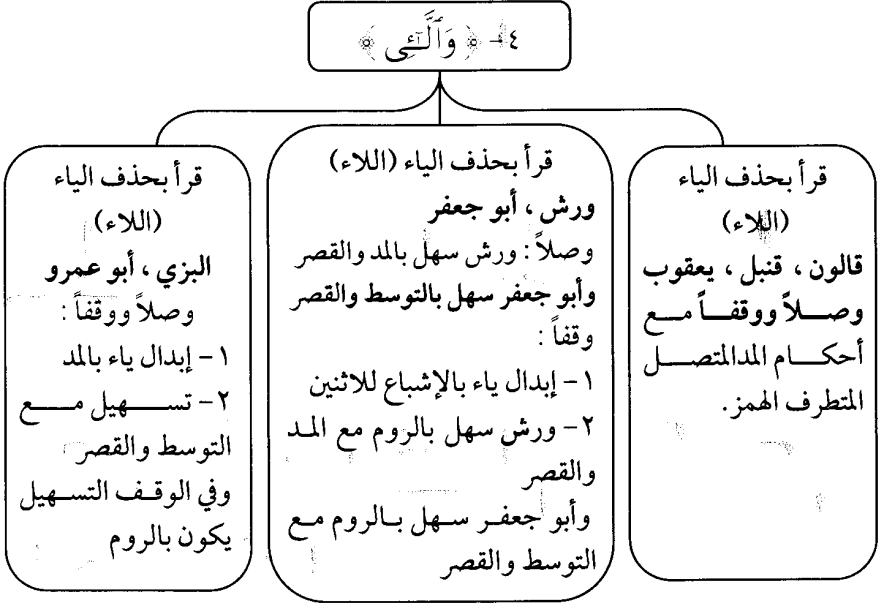 ٤- ﴿ وَٱلَّـٰٓـِٔى ﴾
قرأ بحذف الياء
(اللاء)
قالون ، قنبل ، يعقوب
وصلاً ووقفاً مع
أحكام المدالمتصل
المتطرف الهمز.
قرأ بحذف الياء (اللاء)
ورش ، أبو جعفر
وصلاً : ورش سهل بالمد والقصر
وأبو جعفر سهل بالتوسط والقصر
وقفاً :
١- إبدال ياء بالإشباع للاثنين
٢- ورش سهل بالروم مع المد
والقصر
وأبو جعفر سهل بالروم مع
التوسط والقصر
قرأ بحذف الياء
(اللاء)
البزي ، أبو عمرو
وصلاً ووقفاً :
١- إبدال ياء بالمد
٢- تسهيل مع
التوسط والقصر
وفي الوقف التسهيل
يكون بالروم